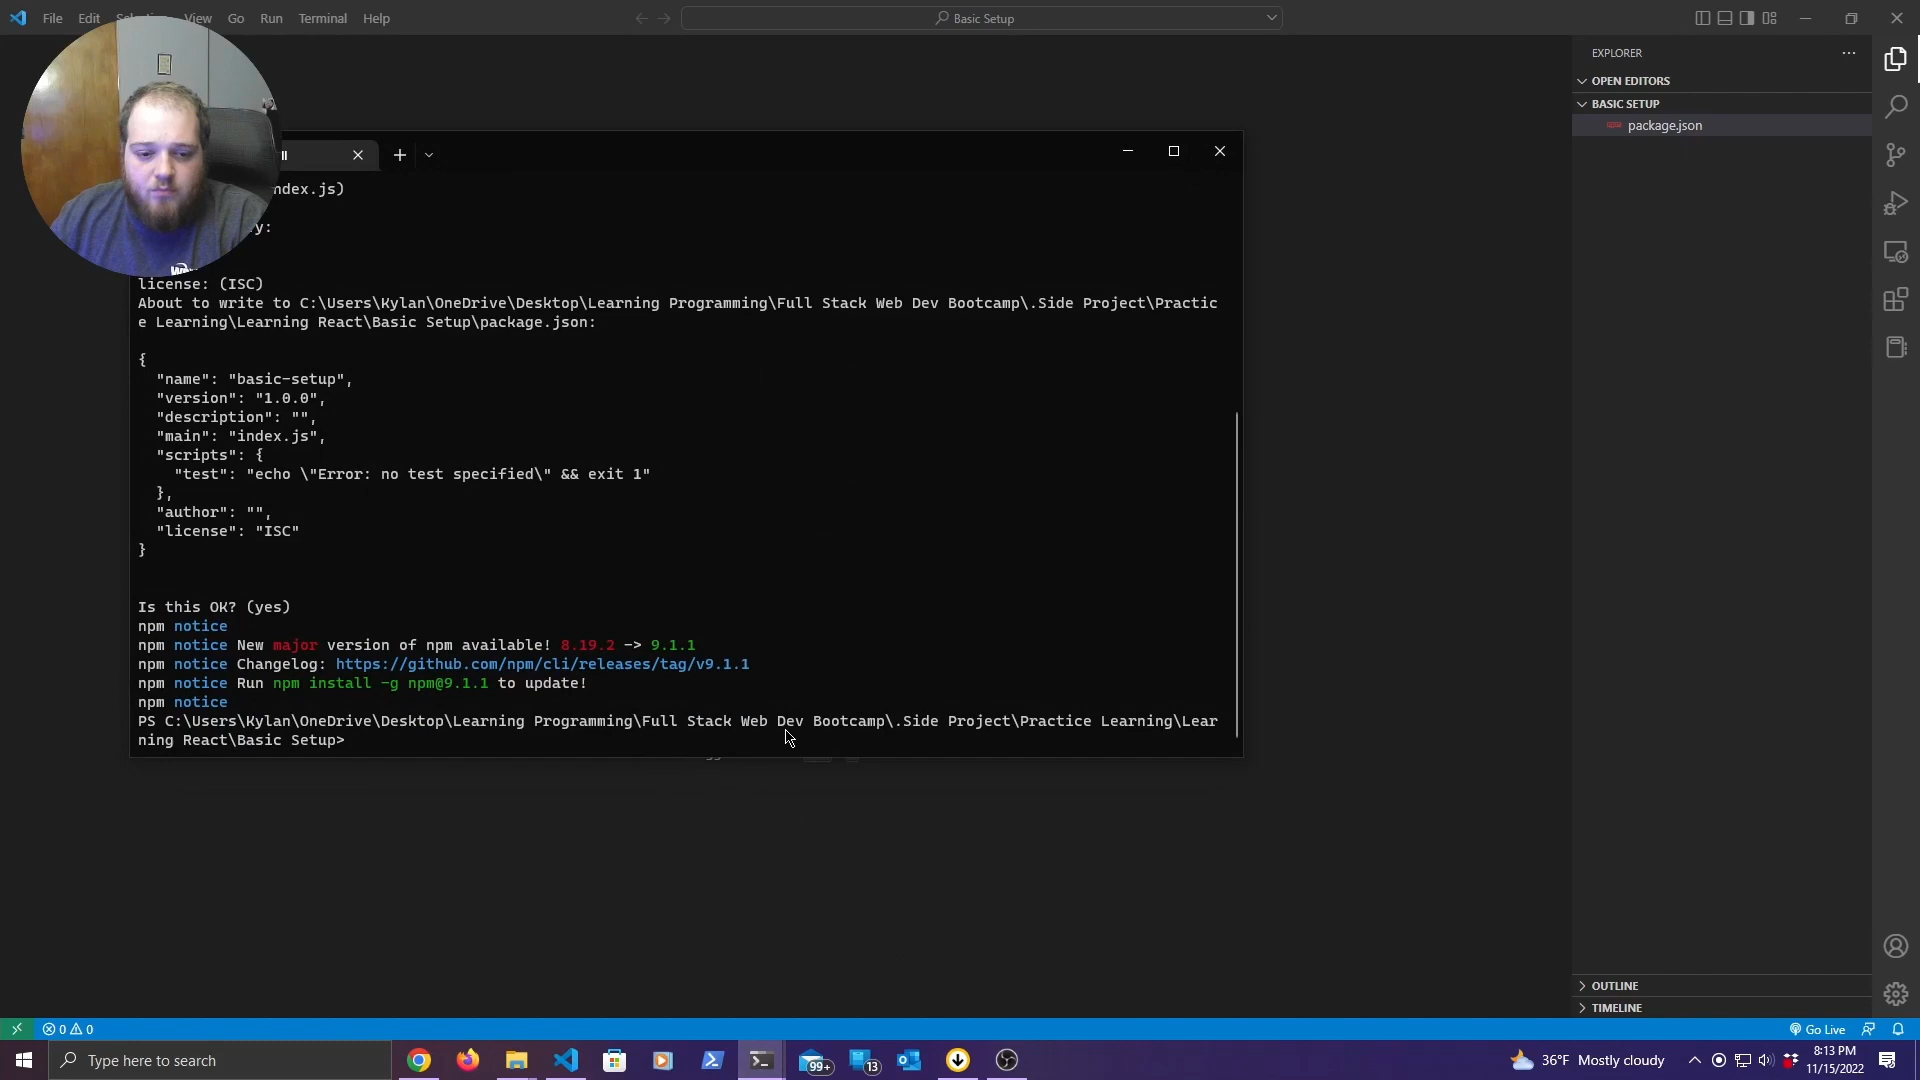 File Edit Selection View Go Run Terminal Help
Basic Setup
EXPLORER
OPEN EDITORS
BASIC SETUP
package.json
ndex.js)
y:
license: (ISC)
About to write to C:\Users\Kylan\OneDrive\Desktop\Learning Programming\Full Stack Web Dev Bootcamp\.Side Project\Practic
e Learning\Learning React\Basic Setup\package.json:
{
"name": "basic-setup",
"version": "1.0.0",
"description": "",
"main": "index.js",
"scripts": {
"test": "echo \"Error: no test specified\" && exit 1"
},
"author": "",
"license": "ISC"
}
Is this OK? (yes)
npm notice
npm notice New major version of npm available! 8.19.2 -> 9.1.1
npm notice Changelog: https://github.com/npm/cli/releases/tag/v9.1.1
npm notice Run npm install -g npm@9.1.1 to update!
npm notice
PS C:\Users\Kylan\OneDrive\Desktop\Learning Programming\Full Stack Web Dev Bootcamp\.Side Project\Practice Learning\Lear
ning React\Basic Setup>
OUTLINE
TIMELINE
0 0
Go Live
Type here to search
99+
13
36°F Mostly cloudy
8:13 PM
11/15/2022